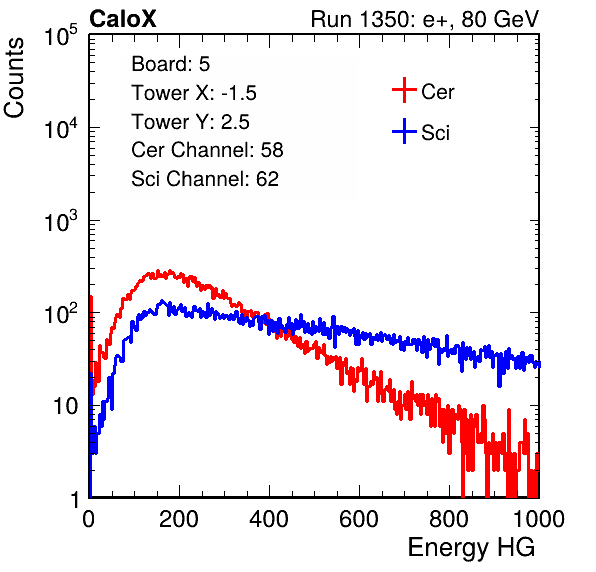 CaloX Run 1350: e+, 80 GeV
Counts
Board: 5
Tower X: -1.5
Tower Y: 2.5
Cer Channel: 58
Sci Channel: 62
Cer
Sci
10^5
10^4
10^3
10^2
10
1
0 200 400 600 800 1000
Energy HG